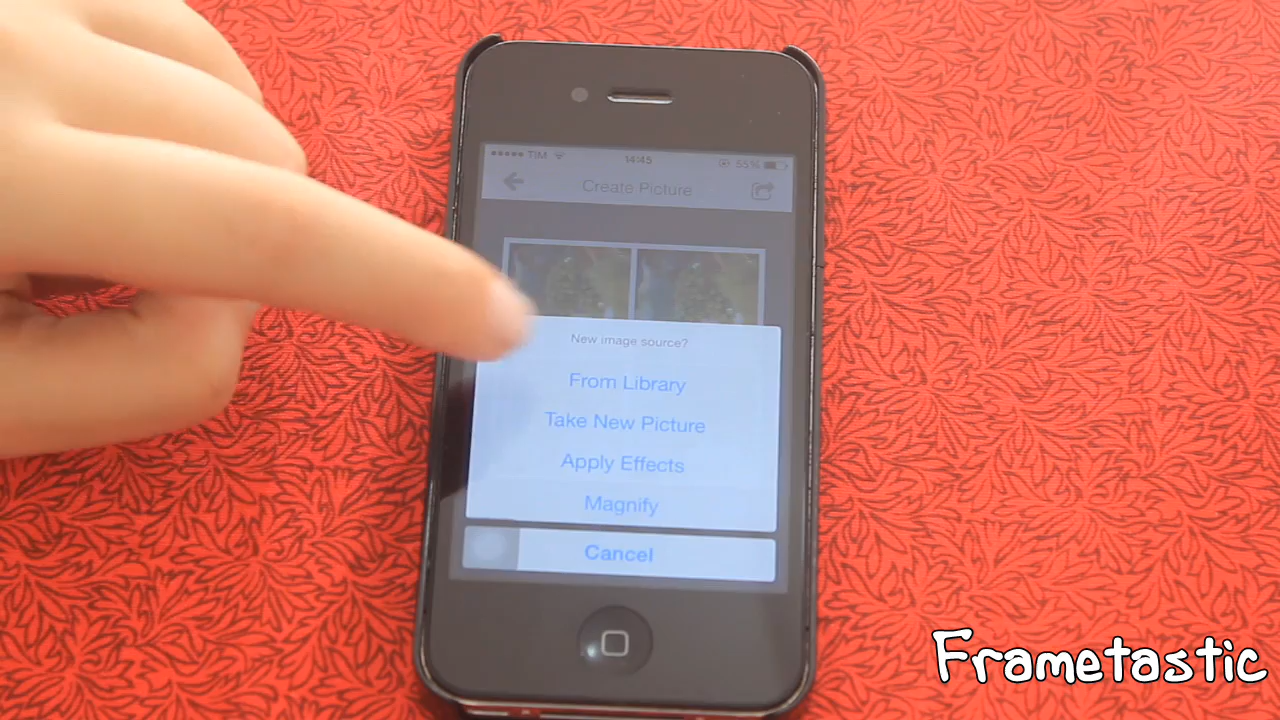 TIM 14:45 55%
Create Picture
New image source?
From Library
Take New Picture
Apply Effects
Magnify
Cancel
Frametastic